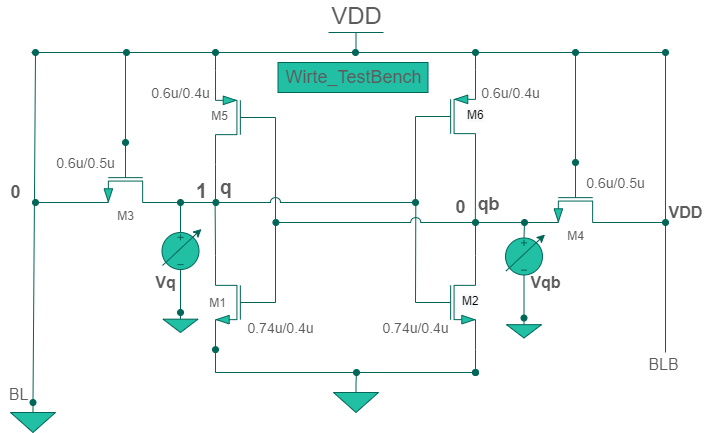 VDD
Wirte_TestBench
0.6u/0.4u
0.6u/0.4u
M5
M6
0.6u/0.5u
0.6u/0.5u
0
1
q
0
qb
VDD
M3
M4
+
−
Vq
+
−
Vqb
M1
M2
0.74u/0.4u
0.74u/0.4u
BL
BLB